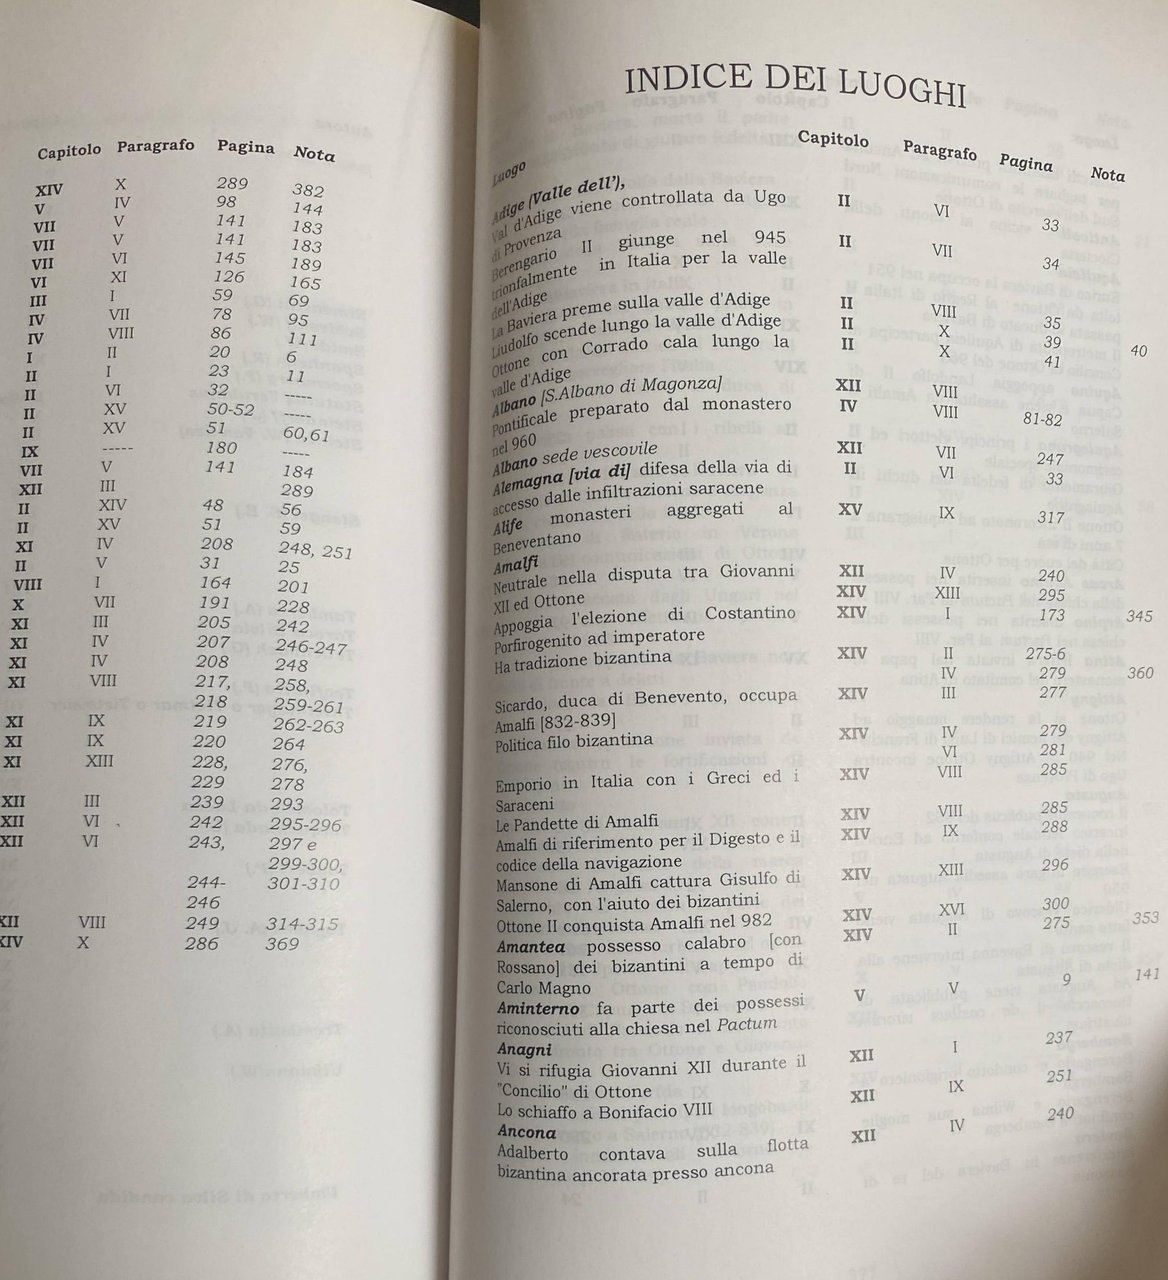 Capitolo Paragrafo Pagina Nota
XIV X 289 382
V IV 98 144
VII V 141 183
VII V 141 183
VII VI 145 189
VI XI 126 165
III I 59 69
IV VII 78 95
IV VIII 86 111
I II 20 6
II I 23 11
II VI 32 -----
II XV 50-52 -----
II XV 51 60,61
IX ----- 180 -----
VII V 141 184
XII III 289
II XIV 48 56
II XV 51 59
XI IV 208 248, 251
II V 31 25
VIII I 164 201
X VII 191 228
XI III 205 242
XI IV 207 246-247
XI IV 208 248
XI VIII 217, 258,
218 259-261
XI IX 219 262-263
XI IX 220 264
XI XIII 228, 276,
229 278
XII III 239 293
XII VI 242 295-296
XII VI 243, 297 e
299-300,
244- 301-310
246
XII VIII 249 314-315
XIV X 286 369
INDICE DEI LUOGHI
Luogo Capitolo Paragrafo Pagina Nota
Adige (Valle dell'),
Val d'Adige viene controllata da Ugo II VI 33
di Provenza
Berengario II giunge nel 945 II VII 34
trionfalmente in Italia per la valle
dell'Adige
La Baviera preme sulla valle d'Adige II VIII 35
Liudolfo scende lungo la valle d'Adige II X 39 40
Ottone con Corrado cala lungo la II X 41
valle d'Adige
Albano [S.Albano di Magonza] XII VIII
Pontificale preparato dal monastero IV VIII 81-82
nel 960
Albano sede vescovile XII VII 247
Alemagna [via di] difesa della via di II VI 33
accesso dalle infiltrazioni saracene
Alife monasteri aggregati al XV IX 317
Beneventano
Amalfi
Neutrale nella disputa tra Giovanni XII IV 240
XII ed Ottone XIV XIII 295
Appoggia l'elezione di Costantino XIV I 173 345
Porfirogenito ad imperatore
Ha tradizione bizantina XIV II 275-6
IV 279 360
Sicardo, duca di Benevento, occupa XIV III 277
Amalfi [832-839]
Politica filo bizantina XIV IV 279
VI 281
Emporio in Italia con i Greci ed i XIV VIII 285
Saraceni
Le Pandette di Amalfi XIV VIII 285
Amalfi di riferimento per il Digesto e il XIV IX 288
codice della navigazione
Mansone di Amalfi cattura Gisulfo di XIV XIII 296
Salerno, con l'aiuto dei bizantini
Ottone II conquista Amalfi nel 982 XIV XVI 300
Amantea possesso calabro [con XIV II 275 353
Rossano] dei bizantini a tempo di
Carlo Magno
Aminterno fa parte dei possessi V V 9 141
riconosciuti alla chiesa nel Pactum
Anagni
Vi si rifugia Giovanni XII durante il XII I 237
"Concilio" di Ottone
Lo schiaffo a Bonifacio VIII XII IX 251
Ancona
Adalberto contava sulla flotta XII IV 240
bizantina ancorata presso ancona